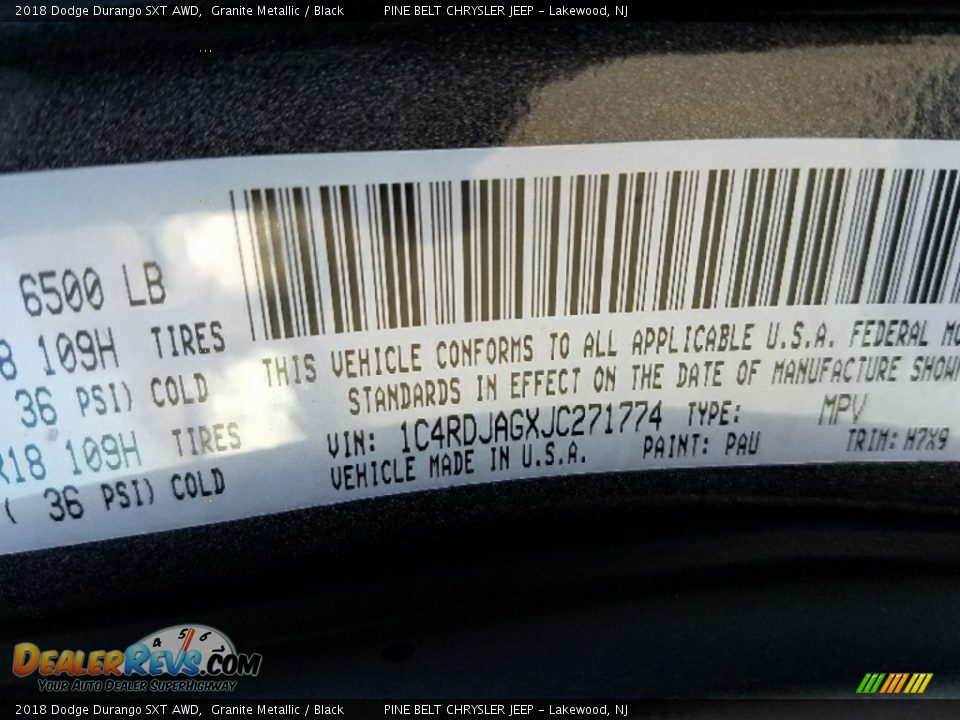 2018 Dodge Durango SXT AWD, Granite Metallic / Black PINE BELT CHRYSLER JEEP - Lakewood, NJ
6500 LB
109H TIRES
36 PSI) COLD
R18 109H TIRES
( 36 PSI) COLD
THIS VEHICLE CONFORMS TO ALL APPLICABLE U.S.A. FEDERAL
STANDARDS IN EFFECT ON THE DATE OF MANUFACTURE
VIN: 1C4RDJAGXJC271774 TYPE: MPV
VEHICLE MADE IN U.S.A. PAINT: PAU TRIM: H7X9
4 5 6
DEALERREVS.COM
YOUR AUTO DEALER SUPERHIGHWAY
2018 Dodge Durango SXT AWD, Granite Metallic / Black PINE BELT CHRYSLER JEEP - Lakewood, NJ